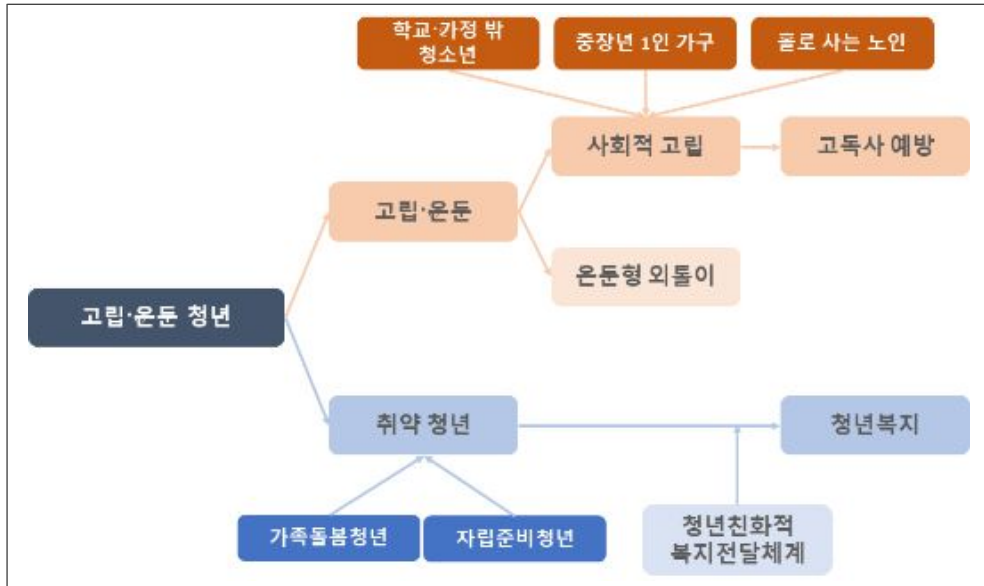 학교·가정 밖
청소년
중장년 1인 가구
홀로 사는 노인
사회적 고립
고독사 예방
고립·은둔
은둔형 외톨이
고립·은둔 청년
취약 청년
청년복지
가족돌봄청년
자립준비청년
청년친화적
복지전달체계